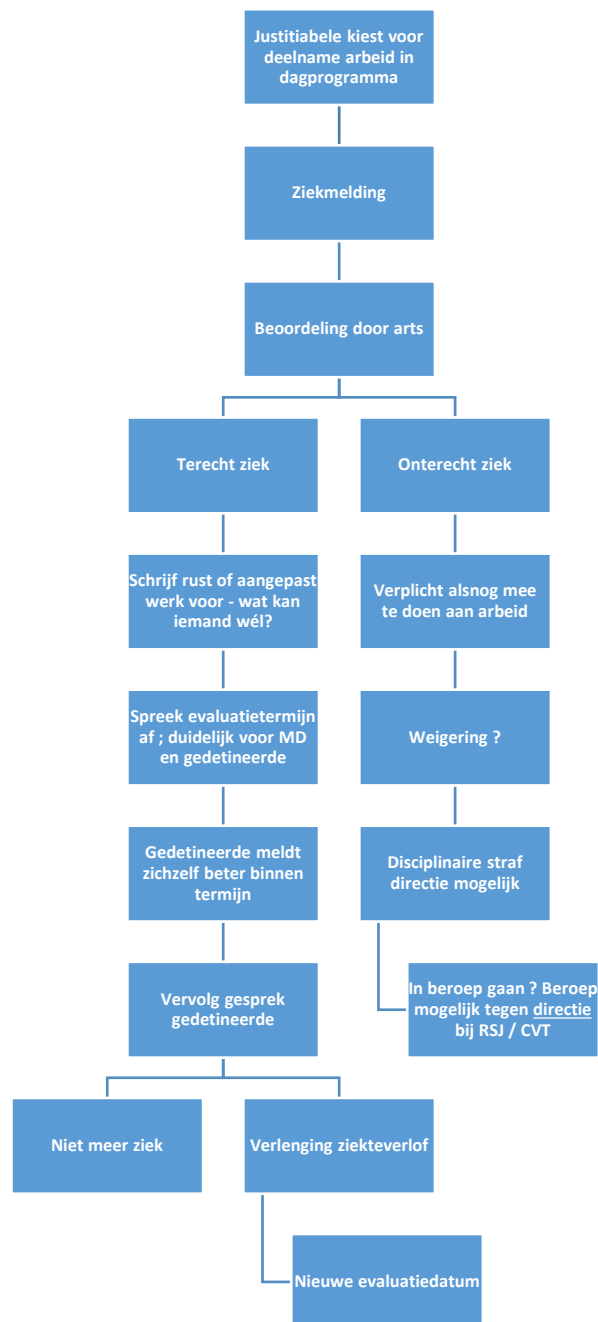 Justitiabele kiest voor
deelname arbeid in
dagprogramma
Ziekmelding
Beoordeling door arts
Terecht ziek
Onterecht ziek
Schrijf rust of aangepast
werk voor - wat kan
iemand wél?
Verplicht alsnog mee
te doen aan arbeid
Spreek evaluatietermijn
af ; duidelijk voor MD
en gedetineerde
Weigering ?
Gedetineerde meldt
zichzelf beter binnen
termijn
Disciplinaire straf
directie mogelijk
Vervolg gesprek
gedetineerde
In beroep gaan ? Beroep
mogelijk tegen directie
bij RSJ / CVT
Niet meer ziek
Verlenging ziekteverlof
Nieuwe evaluatiedatum